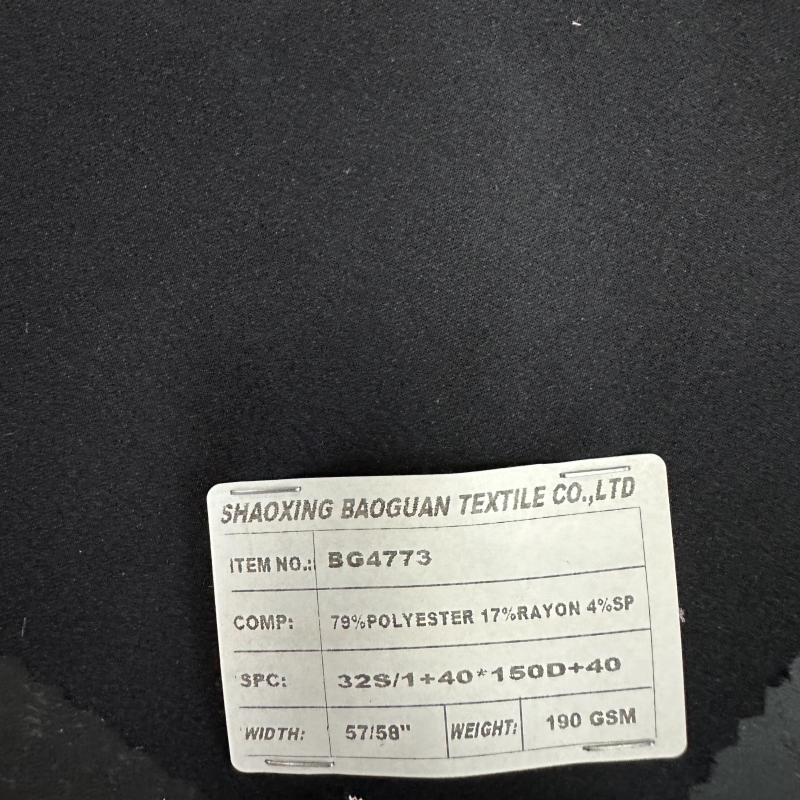 SHAOXING BAOGUAN TEXTILE CO.,LTD
ITEM NO.: BG4773
COMP: 79%POLYESTER 17%RAYON 4%SP
SPC: 32S/1+40*150D+40
WIDTH: 57/58" WEIGHT: 190 GSM